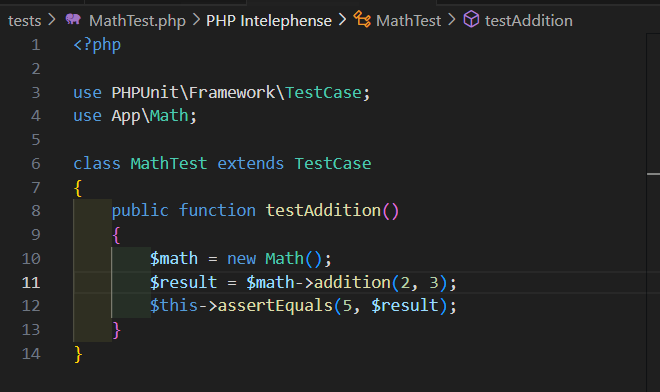 tests > MathTest.php > PHP Intelephense > MathTest > testAddition
1 <?php
2
3 use PHPUnit\Framework\TestCase;
4 use App\Math;
5
6 class MathTest extends TestCase
7 {
8     public function testAddition()
9     {
10         $math = new Math();
11         $result = $math->addition(2, 3);
12         $this->assertEquals(5, $result);
13     }
14 }